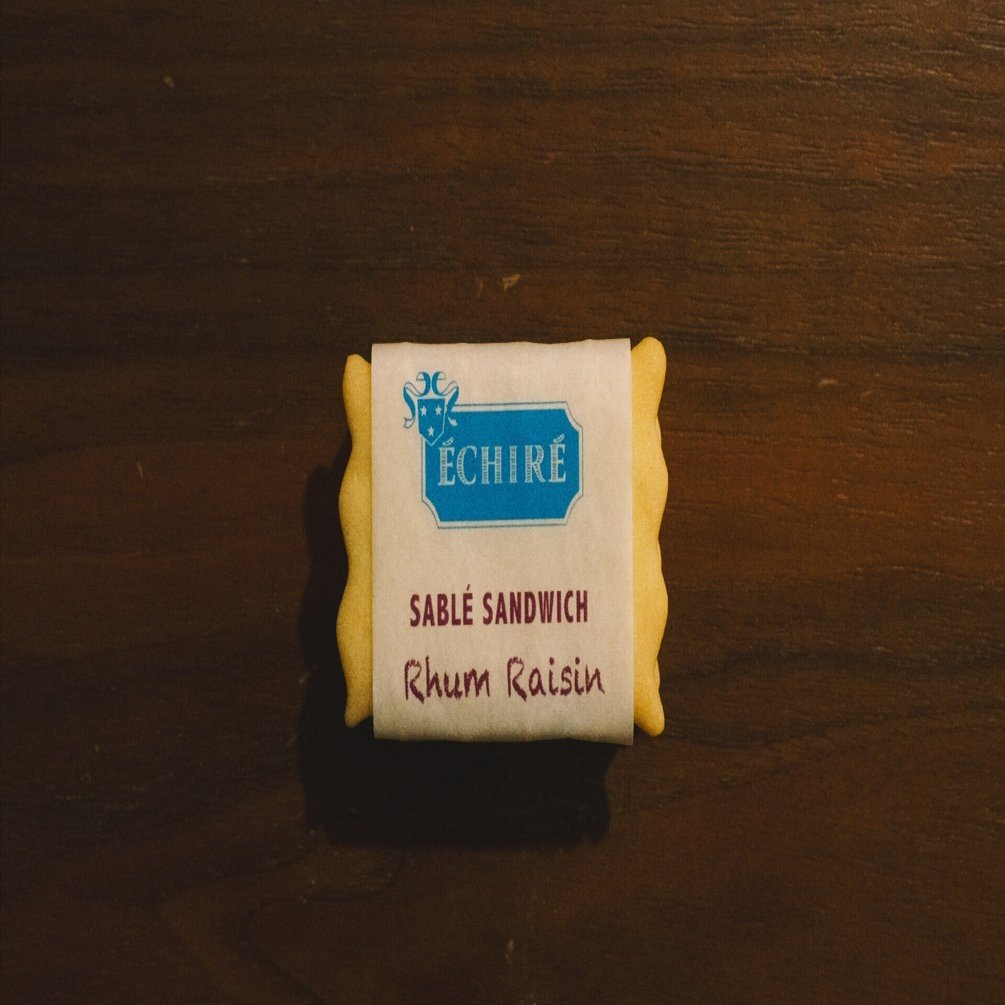 ÉCHIRÉ
SABLÉ SANDWICH
Rhum Raisin